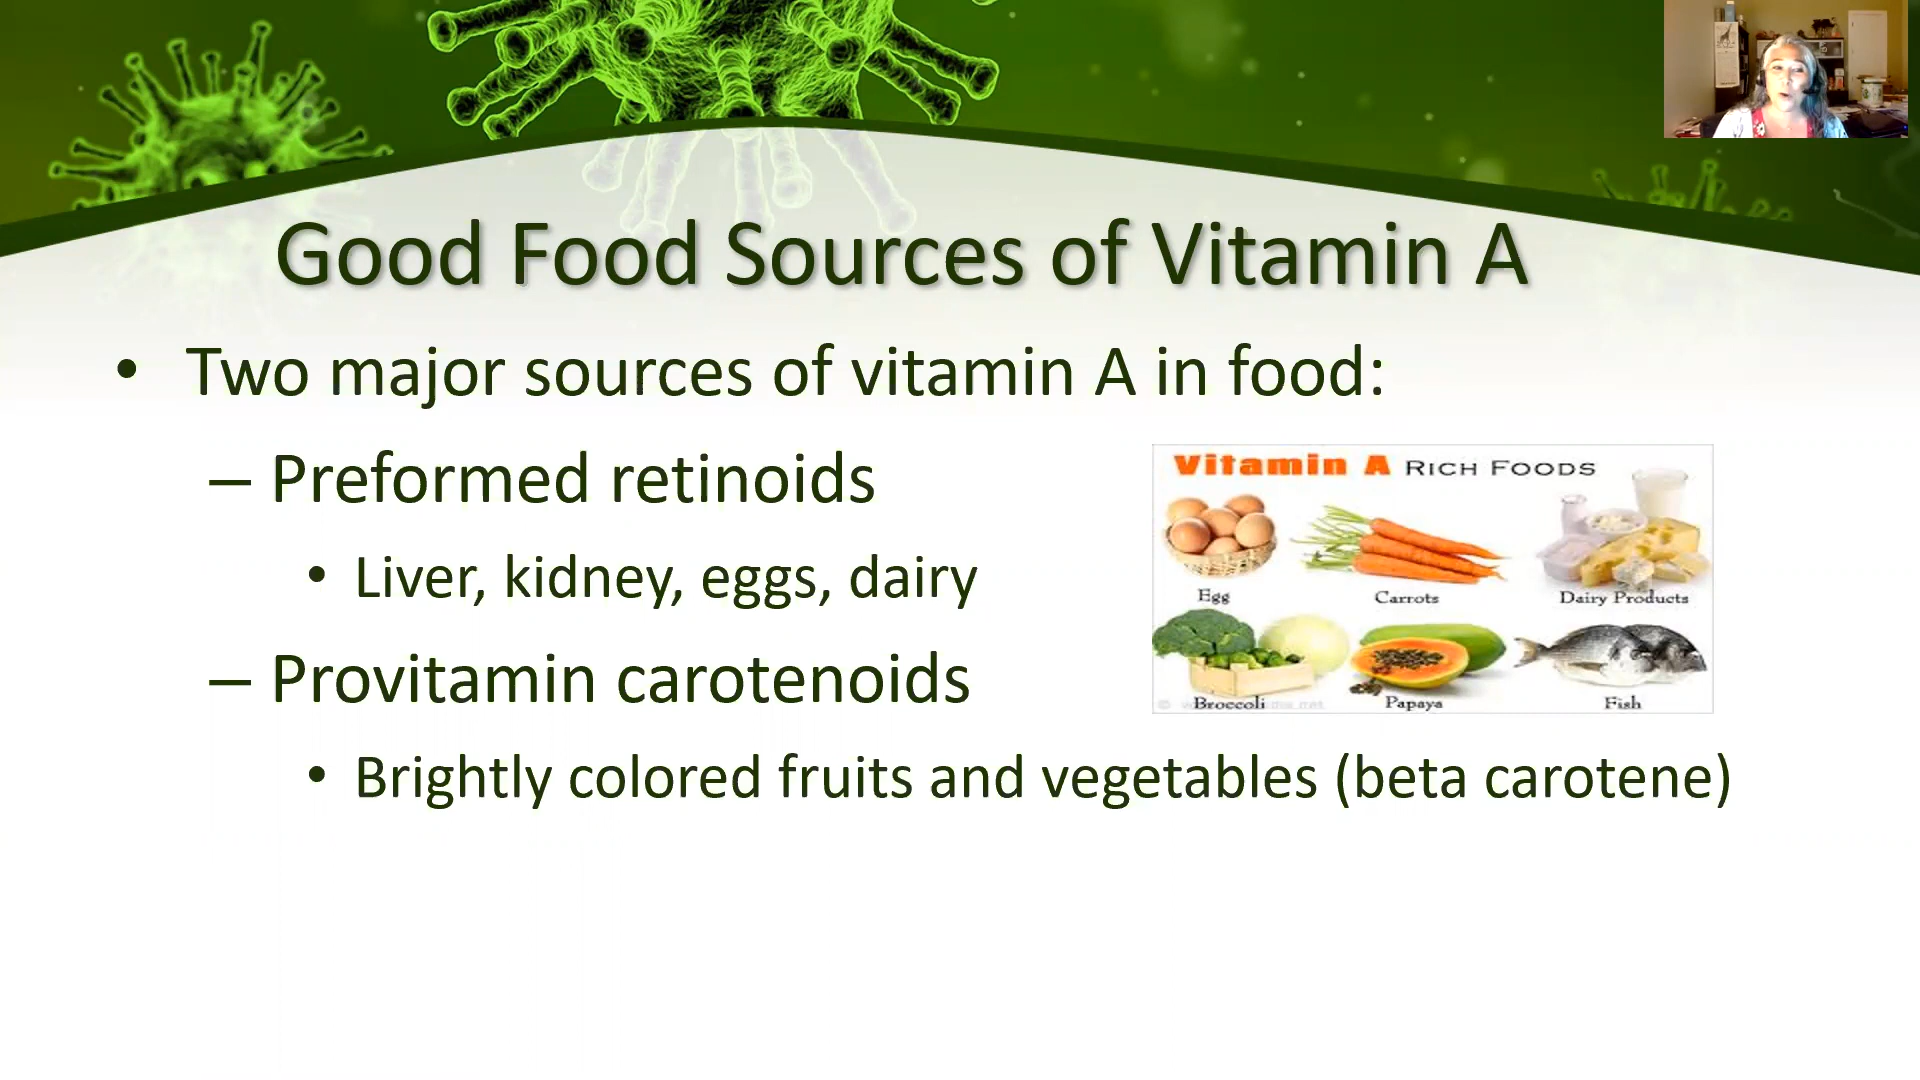 Good Food Sources of Vitamin A
• Two major sources of vitamin A in food:
– Preformed retinoids
• Liver, kidney, eggs, dairy
– Provitamin carotenoids
• Brightly colored fruits and vegetables (beta carotene)
Vitamin A RICH FOODS
Egg
Carrots
Dairy Products
Broccoli
Papaya
Fish